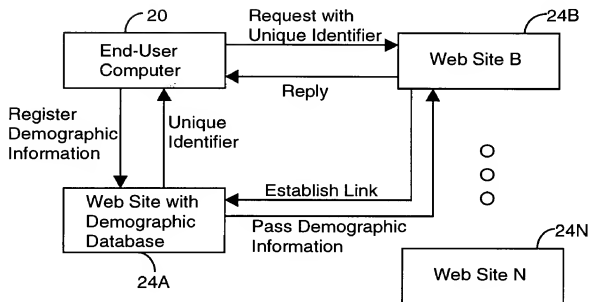 20
Request with
Unique Identifier
24B
End-User
Computer
Web Site B
Reply
Register
Demographic
Information
Unique
Identifier
Establish Link
Web Site with
Demographic
Database
Pass Demographic
Information
24A
24N
Web Site N